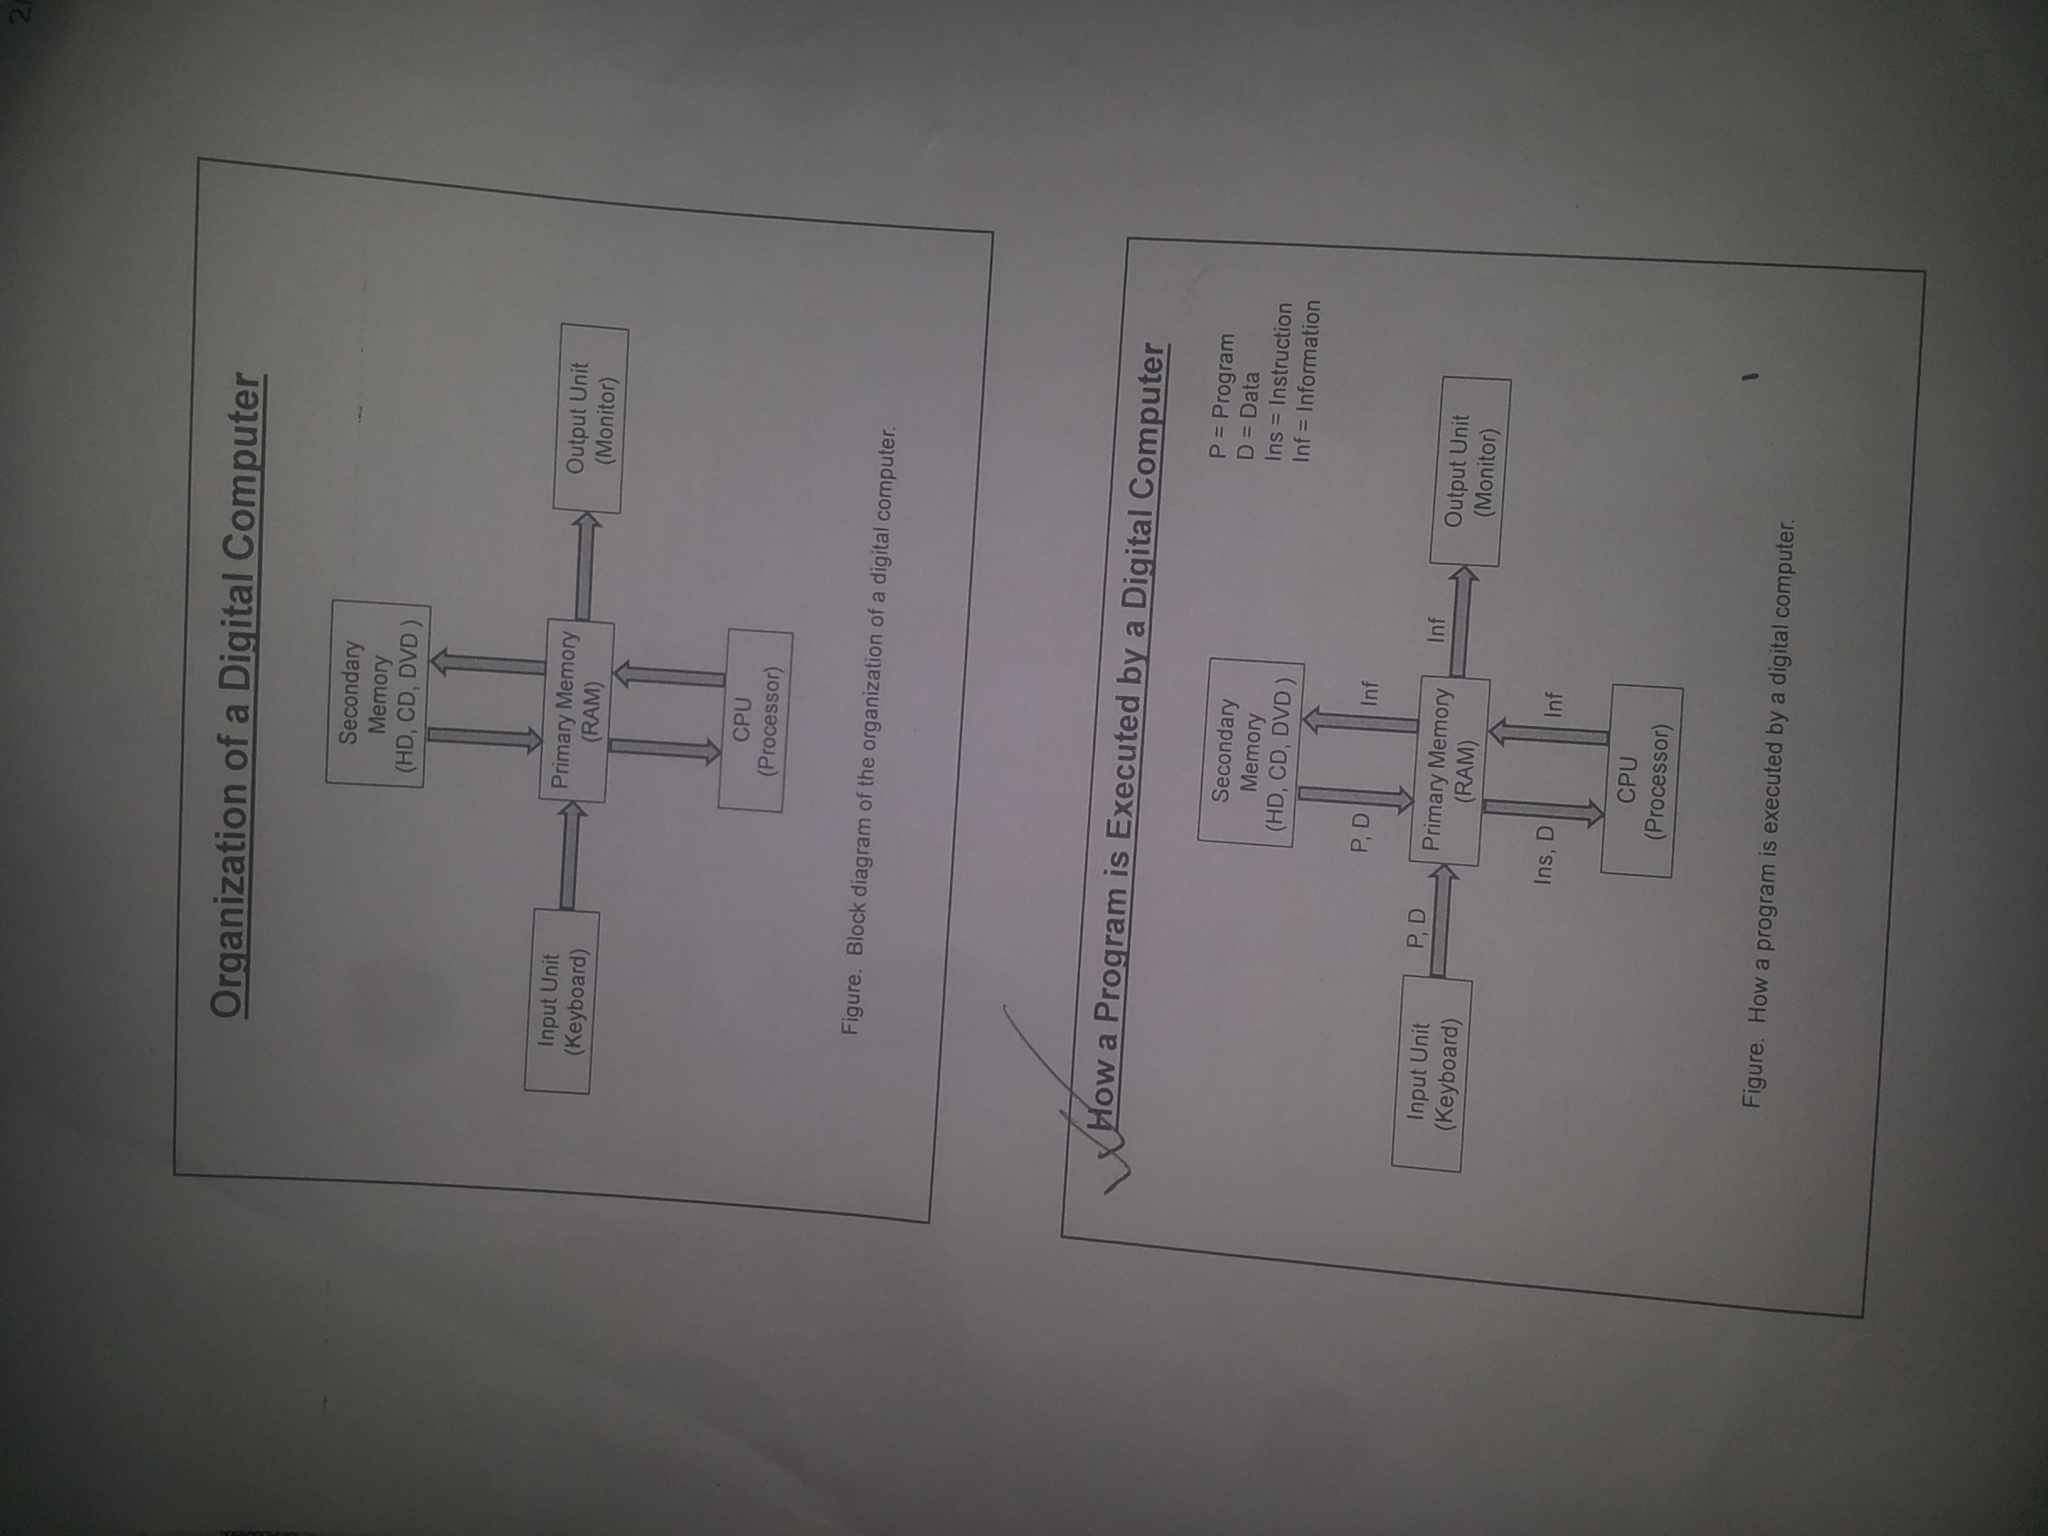 2
Organization of a Digital Computer
Secondary
Memory
(HD, CD, DVD )
Input Unit
(Keyboard)
Primary Memory
(RAM)
Output Unit
(Monitor)
CPU
(Processor)
Figure. Block diagram of the organization of a digital computer.
How a Program is Executed by a Digital Computer
P = Program
D = Data
Ins = Instruction
Inf = Information
Secondary
Memory
(HD, CD, DVD )
P, D
Inf
Input Unit
(Keyboard)
P, D
Primary Memory
(RAM)
Inf
Output Unit
(Monitor)
Ins, D
Inf
CPU
(Processor)
Figure. How a program is executed by a digital computer.